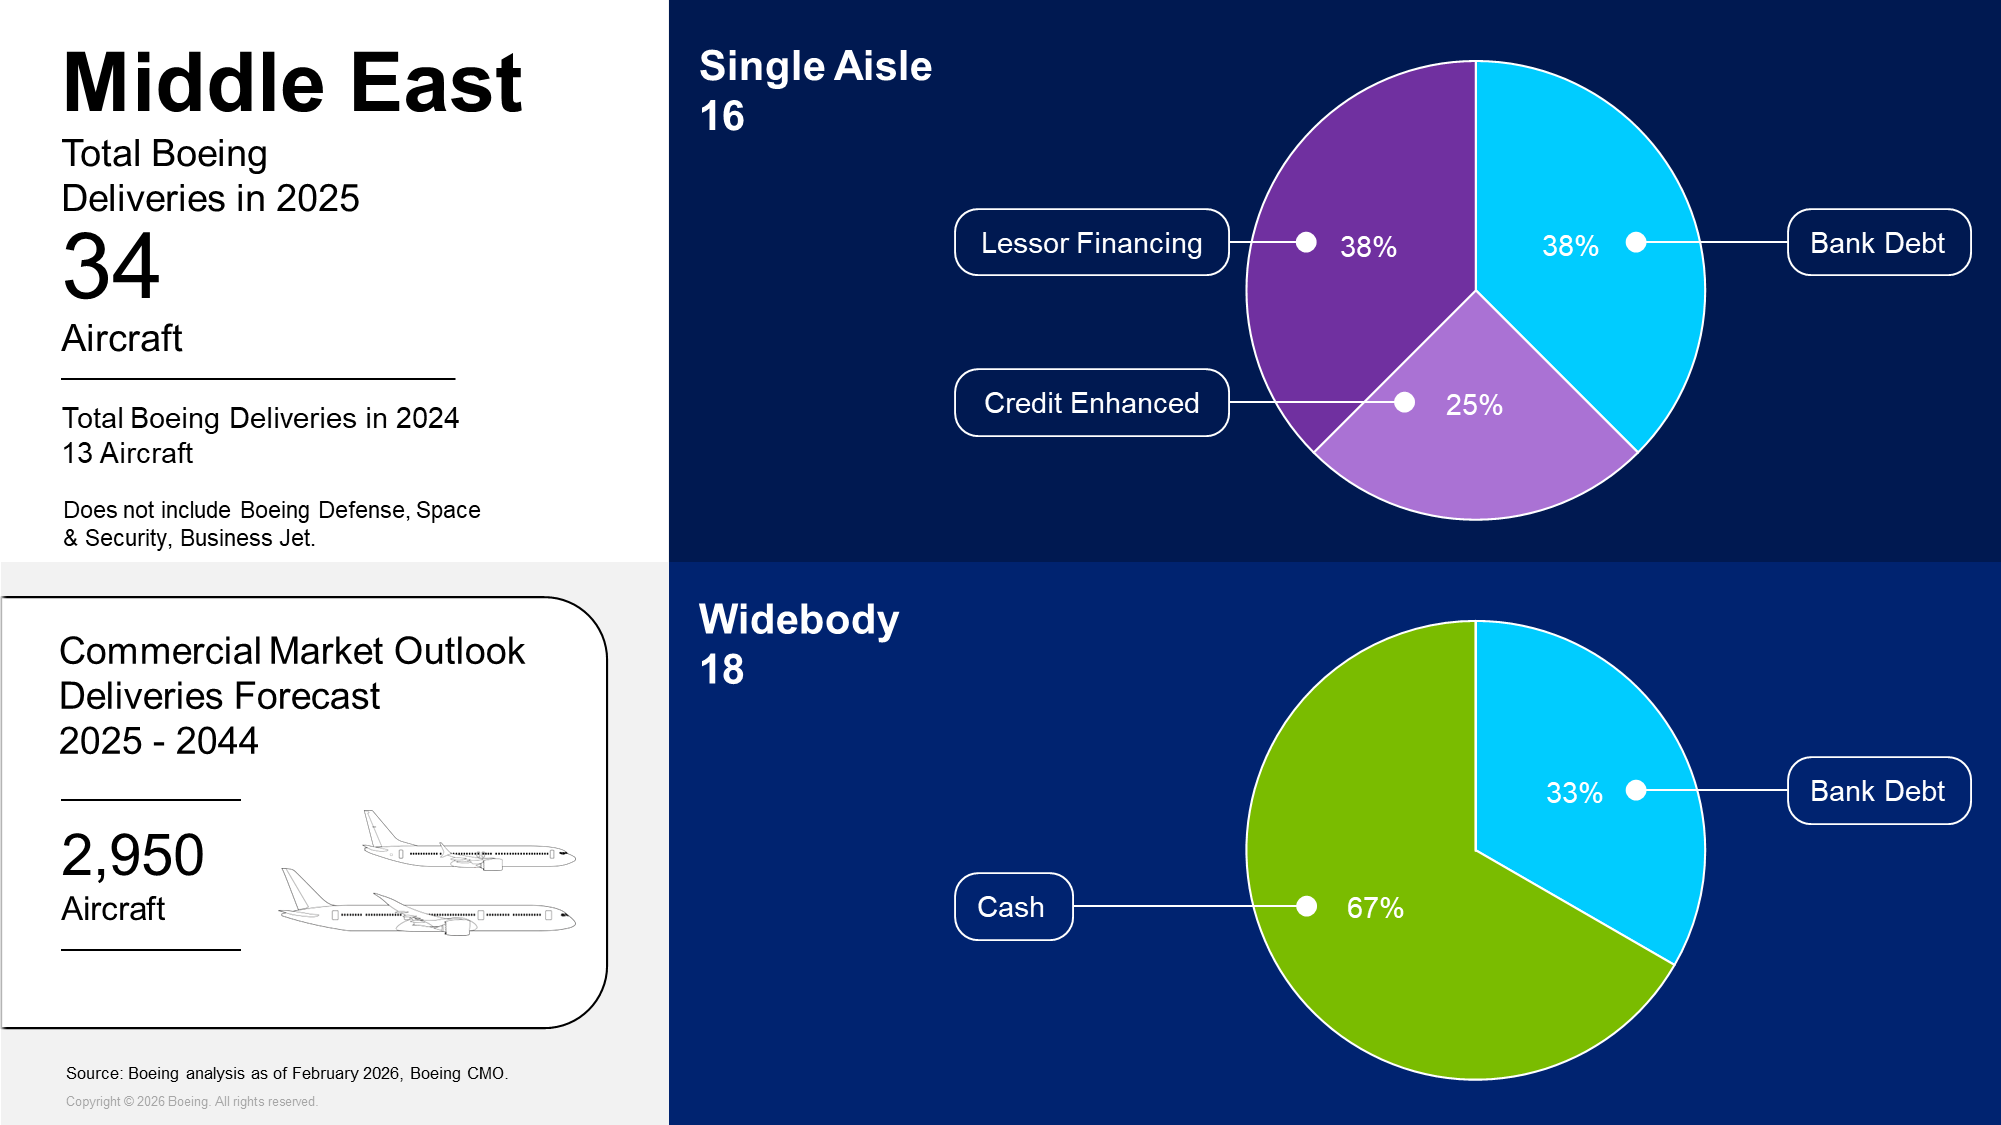 Middle East
Total Boeing
Deliveries in 2025
34
Aircraft
Total Boeing Deliveries in 2024
13 Aircraft
Does not include Boeing Defense, Space
& Security, Business Jet.
Commercial Market Outlook
Deliveries Forecast
2025 - 2044
2,950
Aircraft
Source: Boeing analysis as of February 2026, Boeing CMO.
Copyright © 2026 Boeing. All rights reserved.
Single Aisle
16
Lessor Financing
38%
38%
Bank Debt
Credit Enhanced
25%
Widebody
18
33%
Bank Debt
Cash
67%